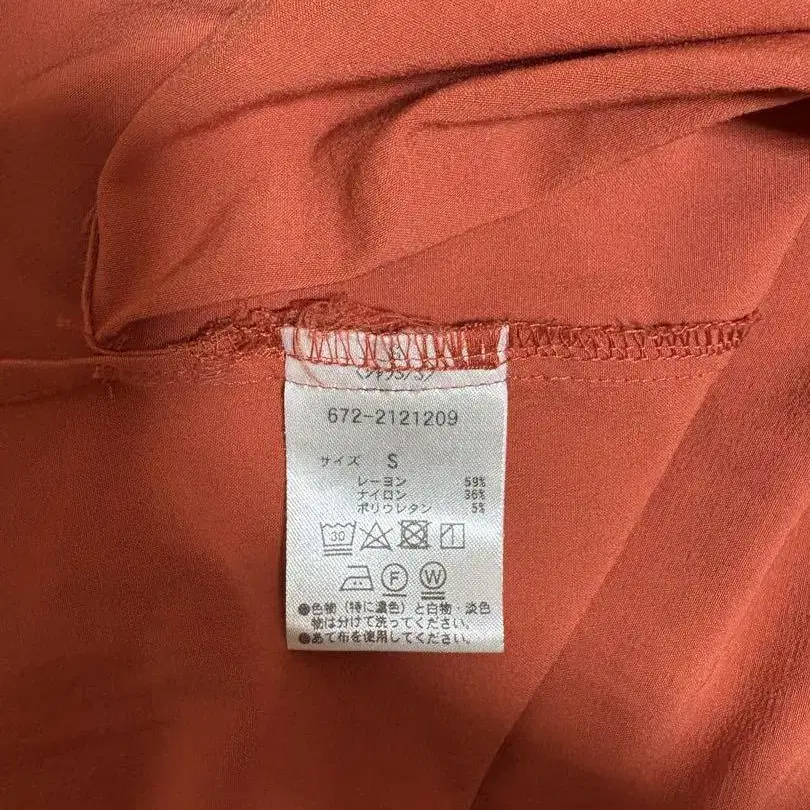 672-2121209
サイズ S
レーヨン 59%
ナイロン 36%
ポリウレタン 5%
30
F W
●色物(特に濃色)と白物・淡色
物は分けて洗ってください。
●あて布を使用してください。